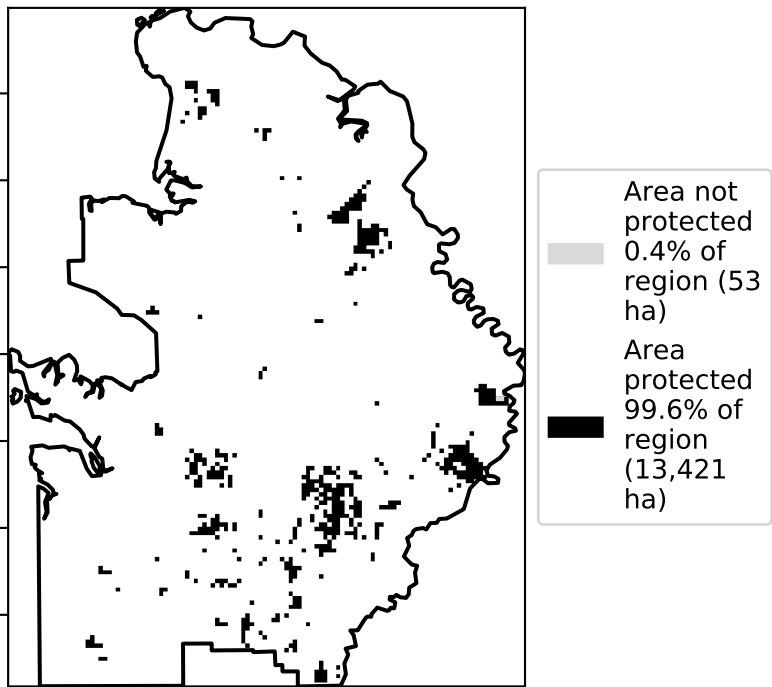 Area not
protected
0.4% of
region (53
ha)
Area
protected
99.6% of
region
(13,421
ha)